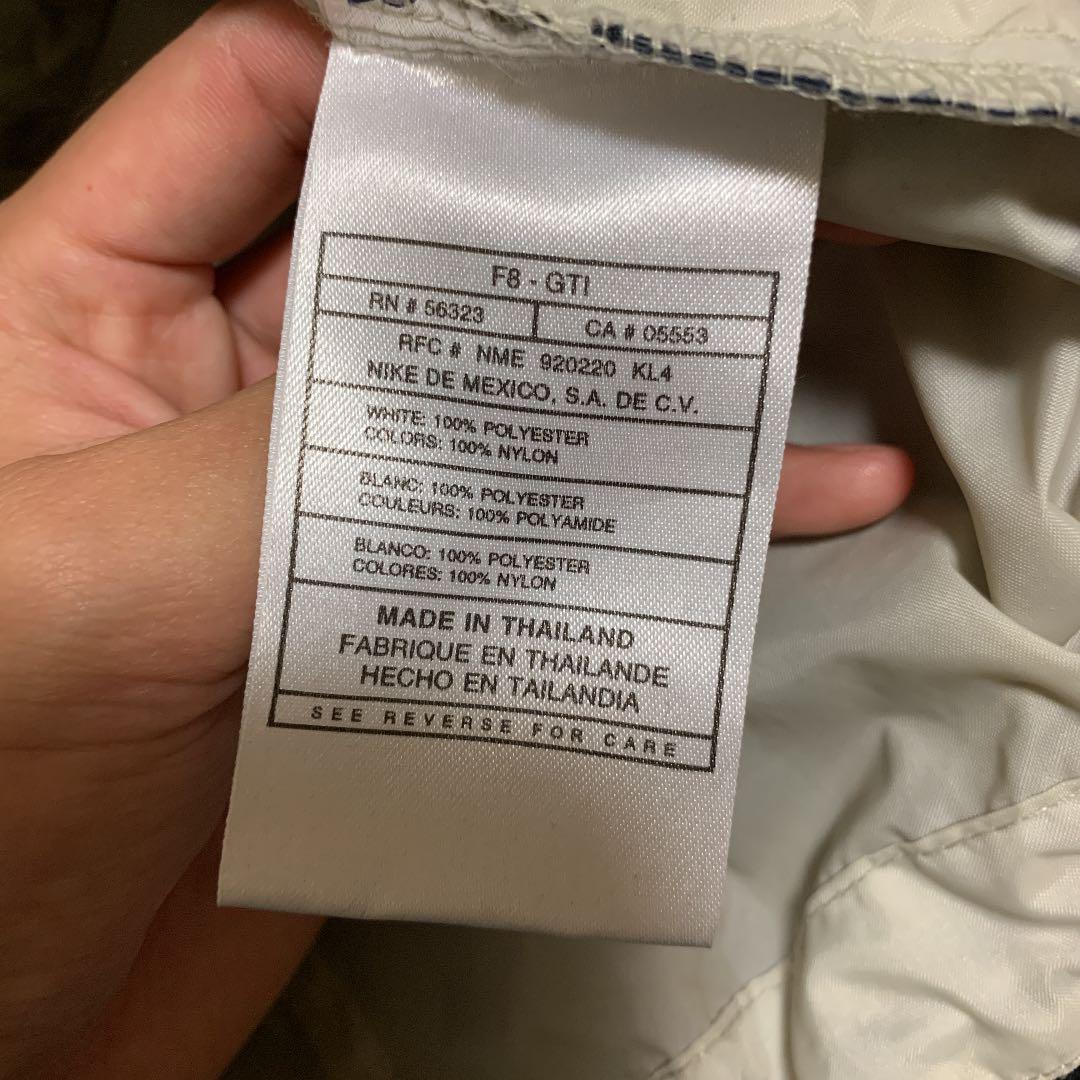 F8 - GTI
RN # 56323
CA # 05553
RFC # NME 920220 KL4
NIKE DE MEXICO, S.A. DE C.V.
WHITE: 100% POLYESTER
COLORS: 100% NYLON
BLANC: 100% POLYESTER
COULEURS: 100% POLYAMIDE
BLANCO: 100% POLYESTER
COLORES: 100% NYLON
MADE IN THAILAND
FABRIQUE EN THAILANDE
HECHO EN TAILANDIA
SEE REVERSE FOR CARE